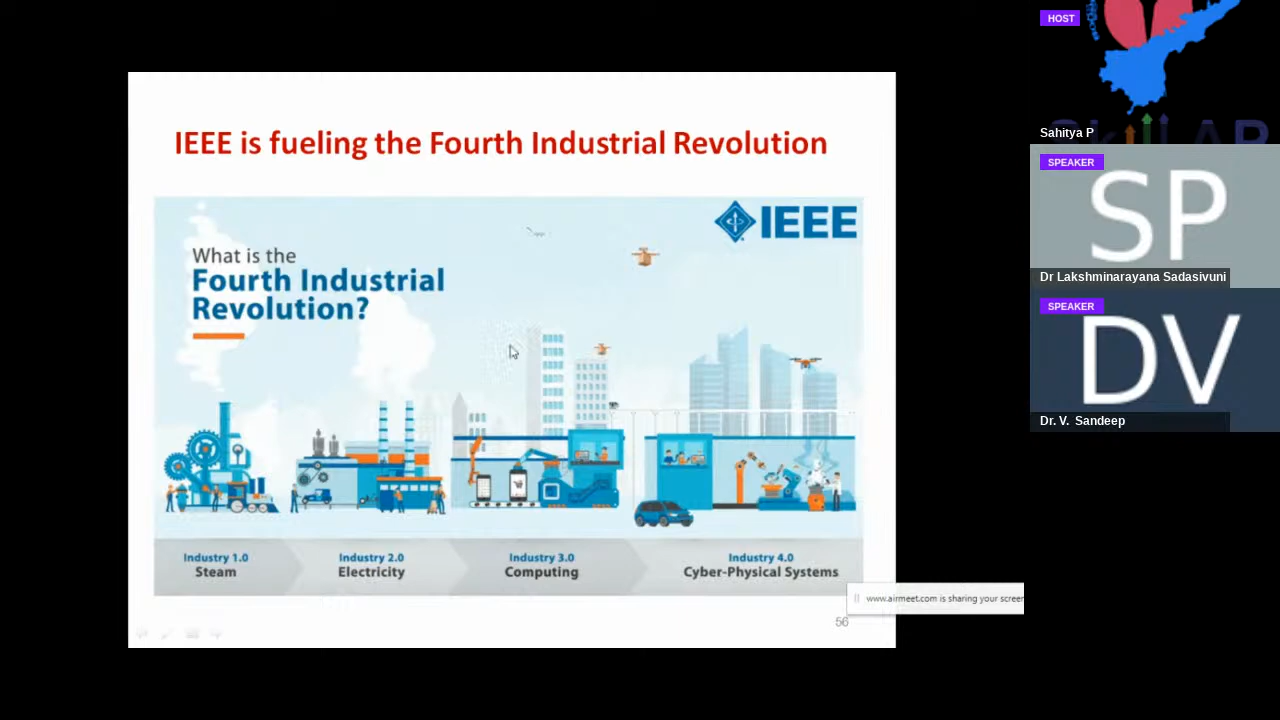 IEEE is fueling the Fourth Industrial Revolution
IEEE
What is the
Fourth Industrial
Revolution?
Industry 1.0
Steam
Industry 2.0
Electricity
Industry 3.0
Computing
Industry 4.0
Cyber-Physical Systems
www.airmeet.com is sharing your screen
56
HOST
Sahitya P
SPEAKER
SP
Dr Lakshminarayana Sadasivuni
SPEAKER
DV
Dr. V. Sandeep